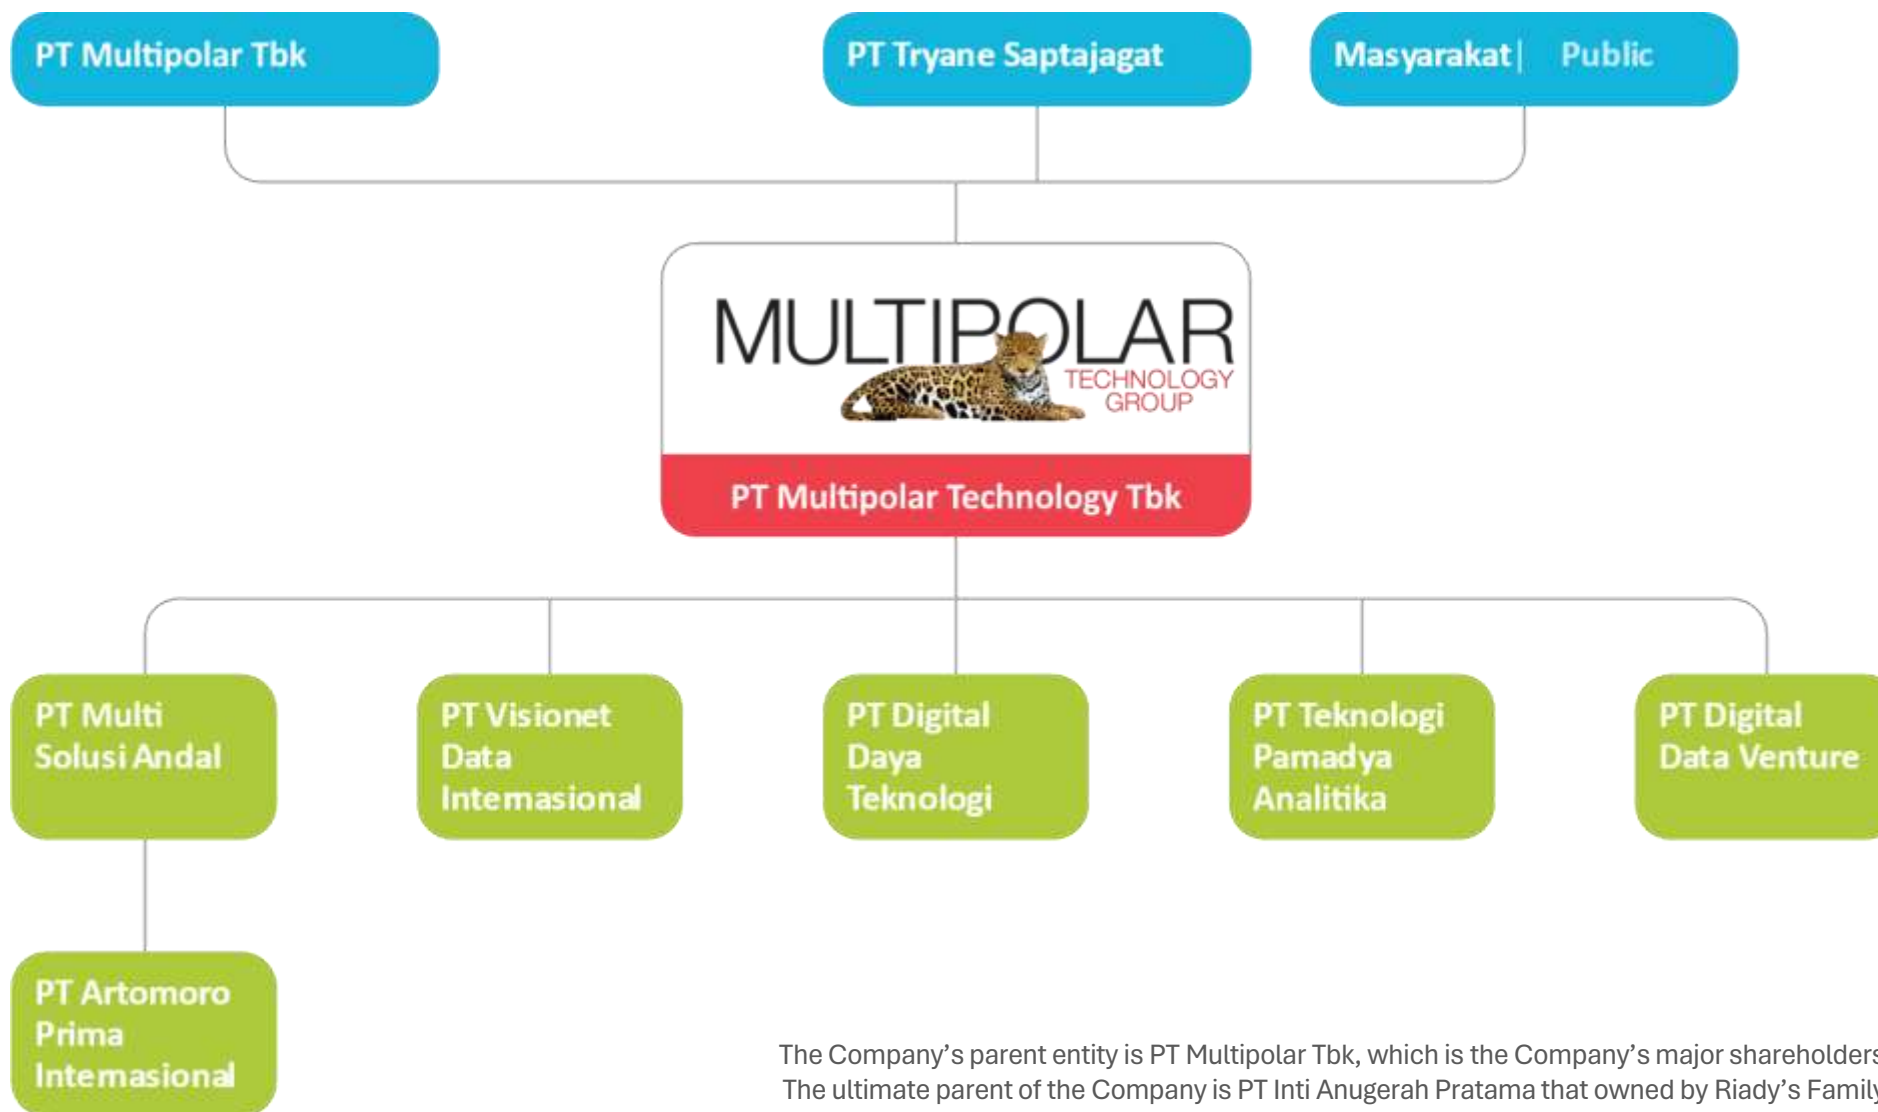 PT Multipolar Tbk
PT Tryane Saptajagat
Masyarakat | Public
MULTIPOLAR
TECHNOLOGY
GROUP
PT Multipolar Technology Tbk
PT Multi
Solusi Andal
PT Visionet
Data
Internasional
PT Digital
Daya
Teknologi
PT Teknologi
Pamadya
Analitika
PT Digital
Data Venture
PT Artomoro
Prima
Internasional
The Company's parent entity is PT Multipolar Tbk, which is the Company's major shareholders
The ultimate parent of the Company is PT Inti Anugerah Pratama that owned by Riady's Family